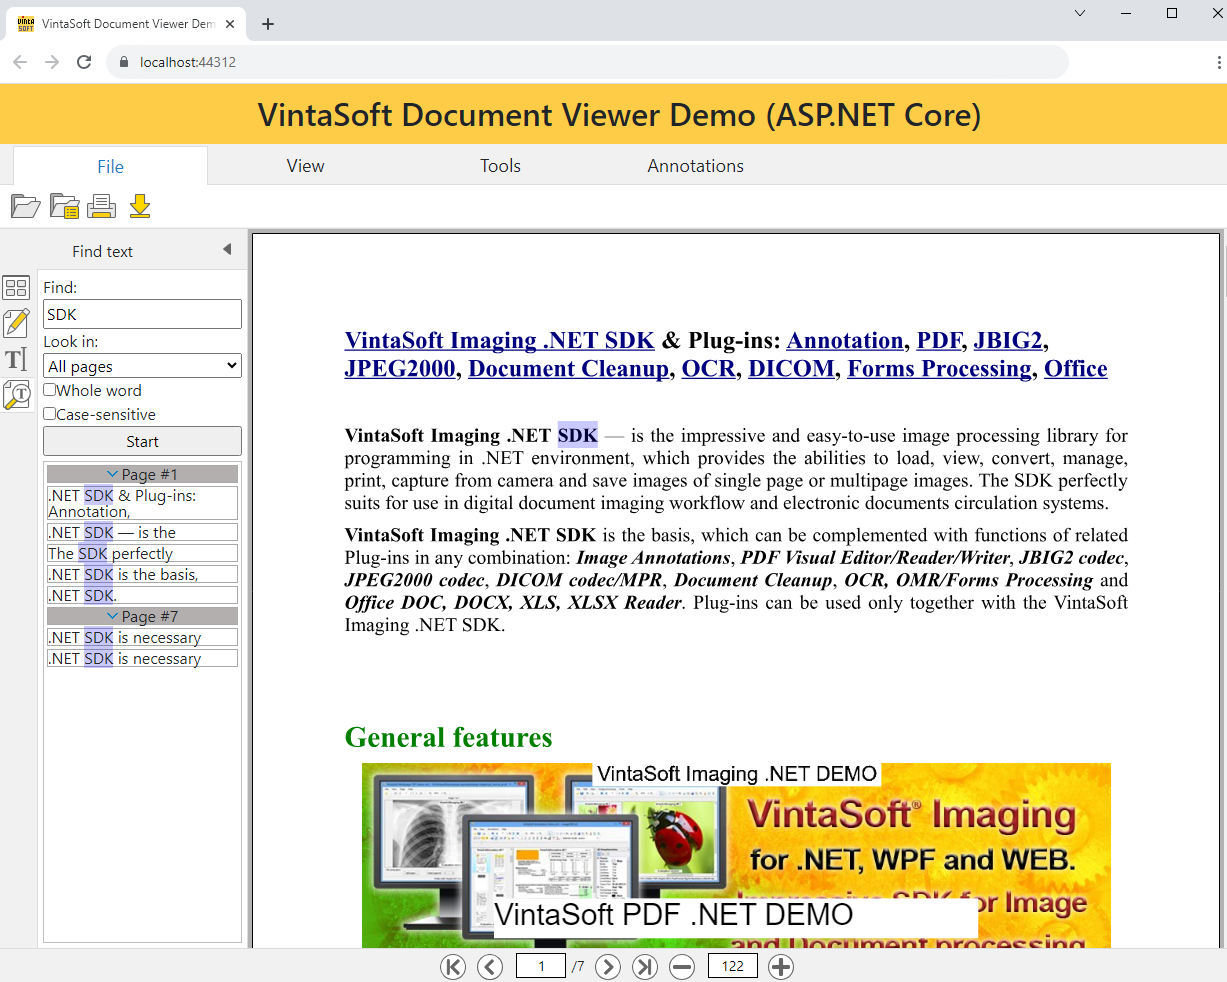 VintaSoft Document Viewer Dem
localhost:44312
VintaSoft Document Viewer Demo (ASP.NET Core)
File View Tools Annotations
Find text
Find:
SDK
Look in:
All pages
Whole word
Case-sensitive
Start
Page #1
.NET SDK & Plug-ins:
Annotation,
.NET SDK — is the
The SDK perfectly
.NET SDK is the basis,
.NET SDK.
Page #7
.NET SDK is necessary
.NET SDK is necessary
VintaSoft Imaging .NET SDK & Plug-ins: Annotation, PDF, JBIG2,
JPEG2000, Document Cleanup, OCR, DICOM, Forms Processing, Office
VintaSoft Imaging .NET SDK — is the impressive and easy-to-use image processing library for
programming in .NET environment, which provides the abilities to load, view, convert, manage,
print, capture from camera and save images of single page or multipage images. The SDK perfectly
suits for use in digital document imaging workflow and electronic documents circulation systems.
VintaSoft Imaging .NET SDK is the basis, which can be complemented with functions of related
Plug-ins in any combination: Image Annotations, PDF Visual Editor/Reader/Writer, JBIG2 codec,
JPEG2000 codec, DICOM codec/MPR, Document Cleanup, OCR, OMR/Forms Processing and
Office DOC, DOCX, XLS, XLSX Reader. Plug-ins can be used only together with the VintaSoft
Imaging .NET SDK.
General features
VintaSoft Imaging .NET DEMO
VintaSoft® Imaging
for .NET, WPF and WEB.
Impressive SDK for Image
VintaSoft PDF .NET DEMO
and Document processing
1 /7 122